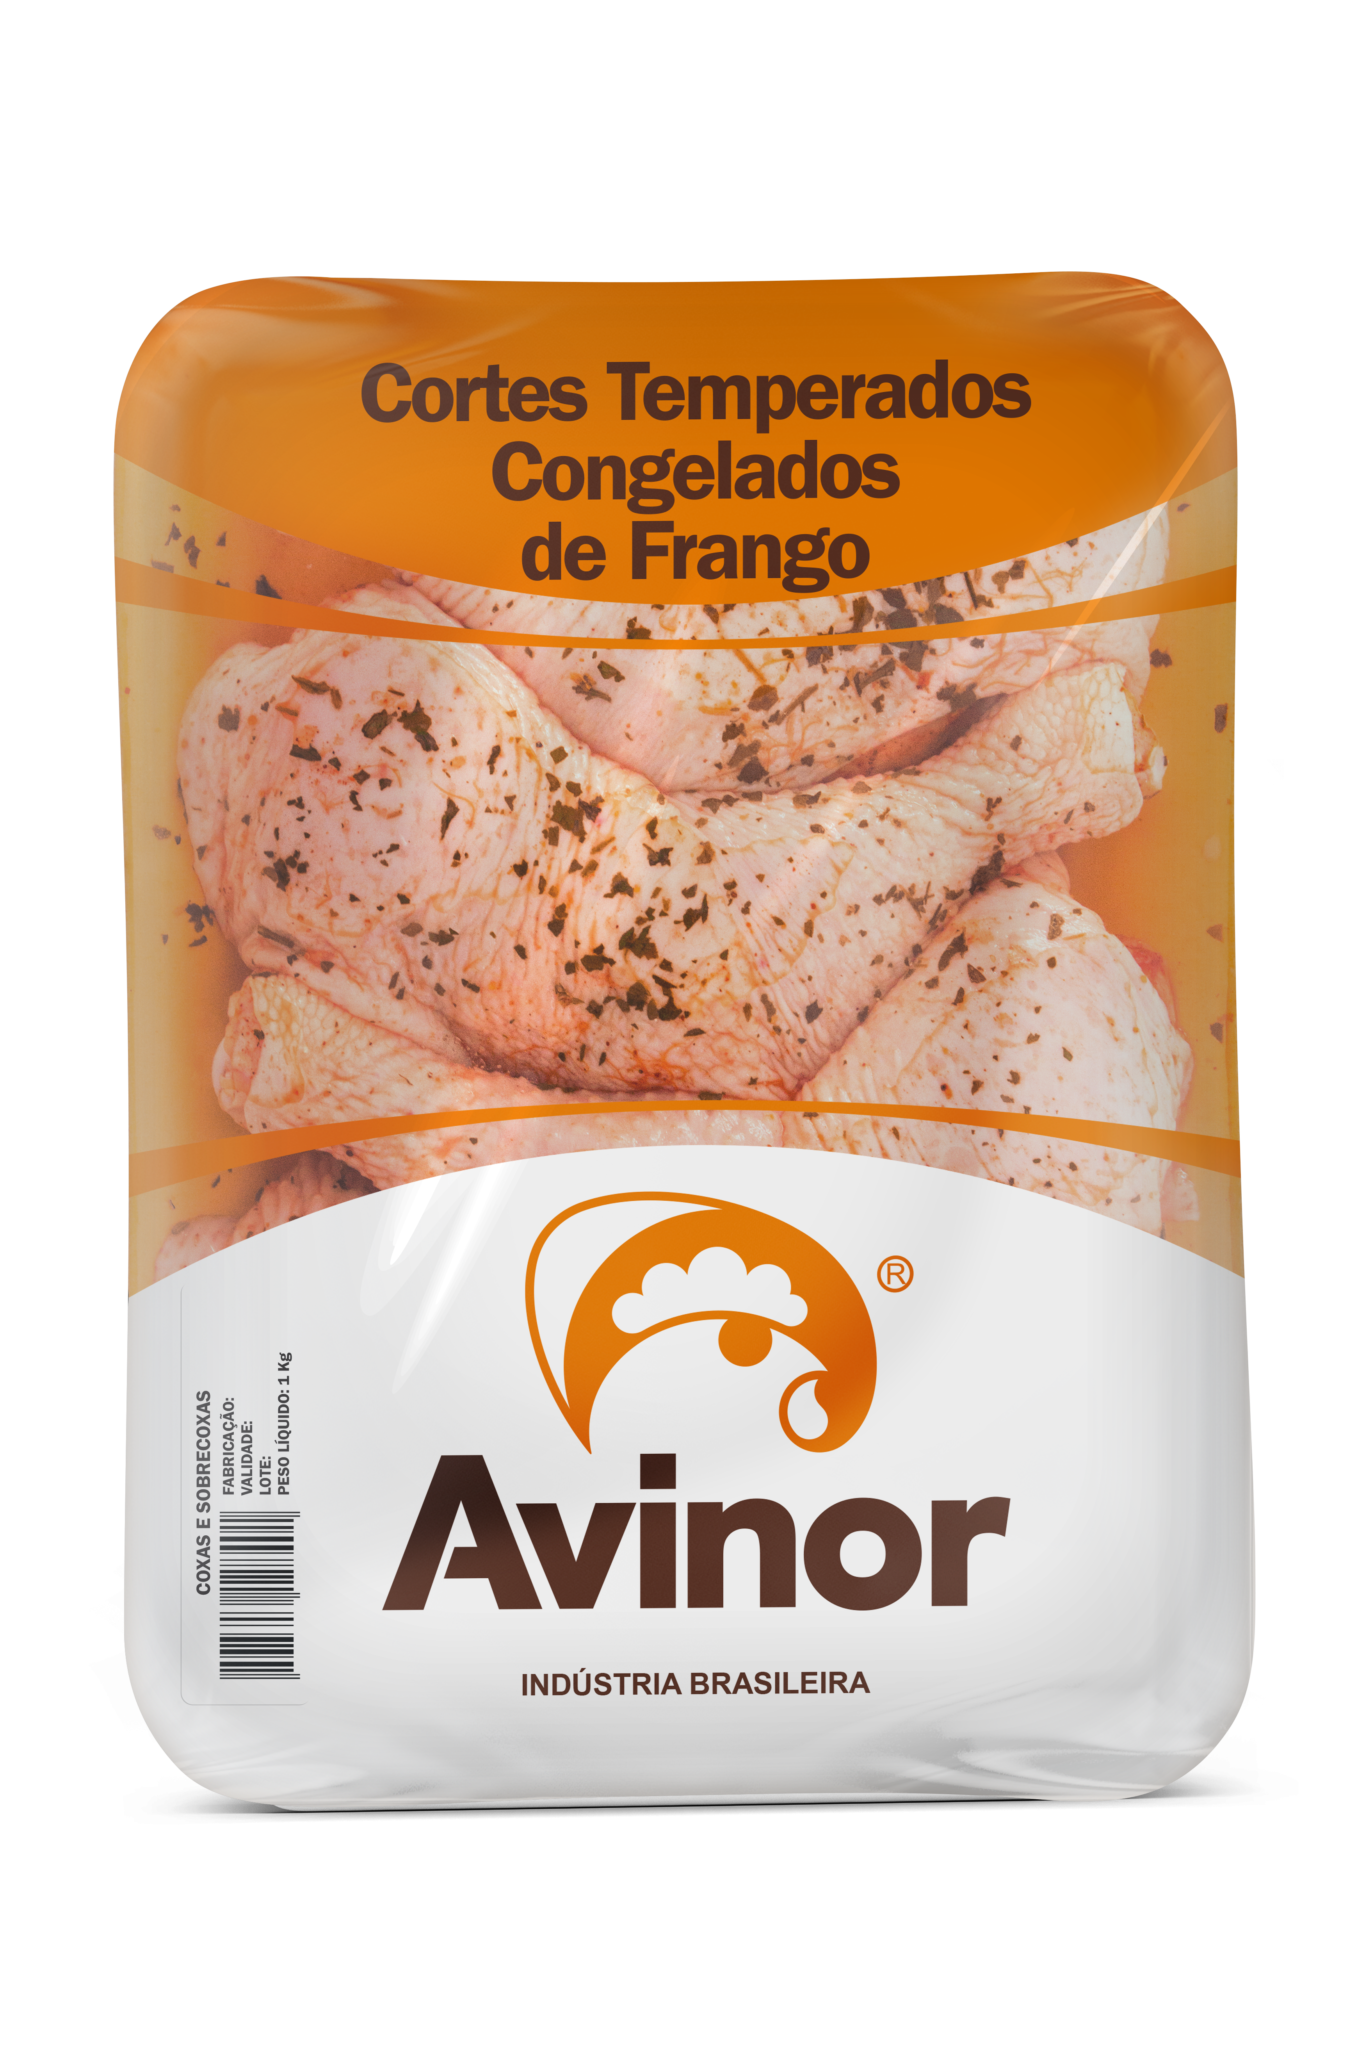 Cortes Temperados
Congelados
de Frango
®
Avinor
INDÚSTRIA BRASILEIRA
COXAS E SOBRECOXAS
FABRICAÇÃO:
VALIDADE:
LOTE:
PESO LÍQUIDO: 1 Kg